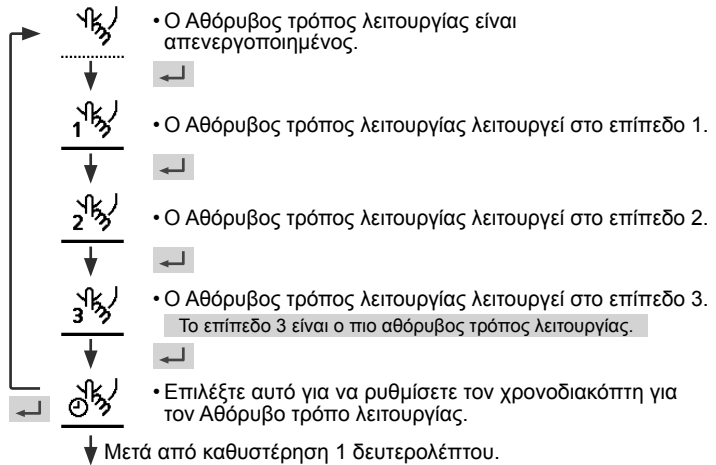 • Ο Αθόρυβος τρόπος λειτουργίας είναι
απενεργοποιημένος.
1
• Ο Αθόρυβος τρόπος λειτουργίας λειτουργεί στο επίπεδο 1.
2
• Ο Αθόρυβος τρόπος λειτουργίας λειτουργεί στο επίπεδο 2.
3
• Ο Αθόρυβος τρόπος λειτουργίας λειτουργεί στο επίπεδο 3.
Το επίπεδο 3 είναι ο πιο αθόρυβος τρόπος λειτουργίας.
• Επιλέξτε αυτό για να ρυθμίσετε τον χρονοδιακόπτη για
τον Αθόρυβο τρόπο λειτουργίας.
Μετά από καθυστέρηση 1 δευτερολέπτου.